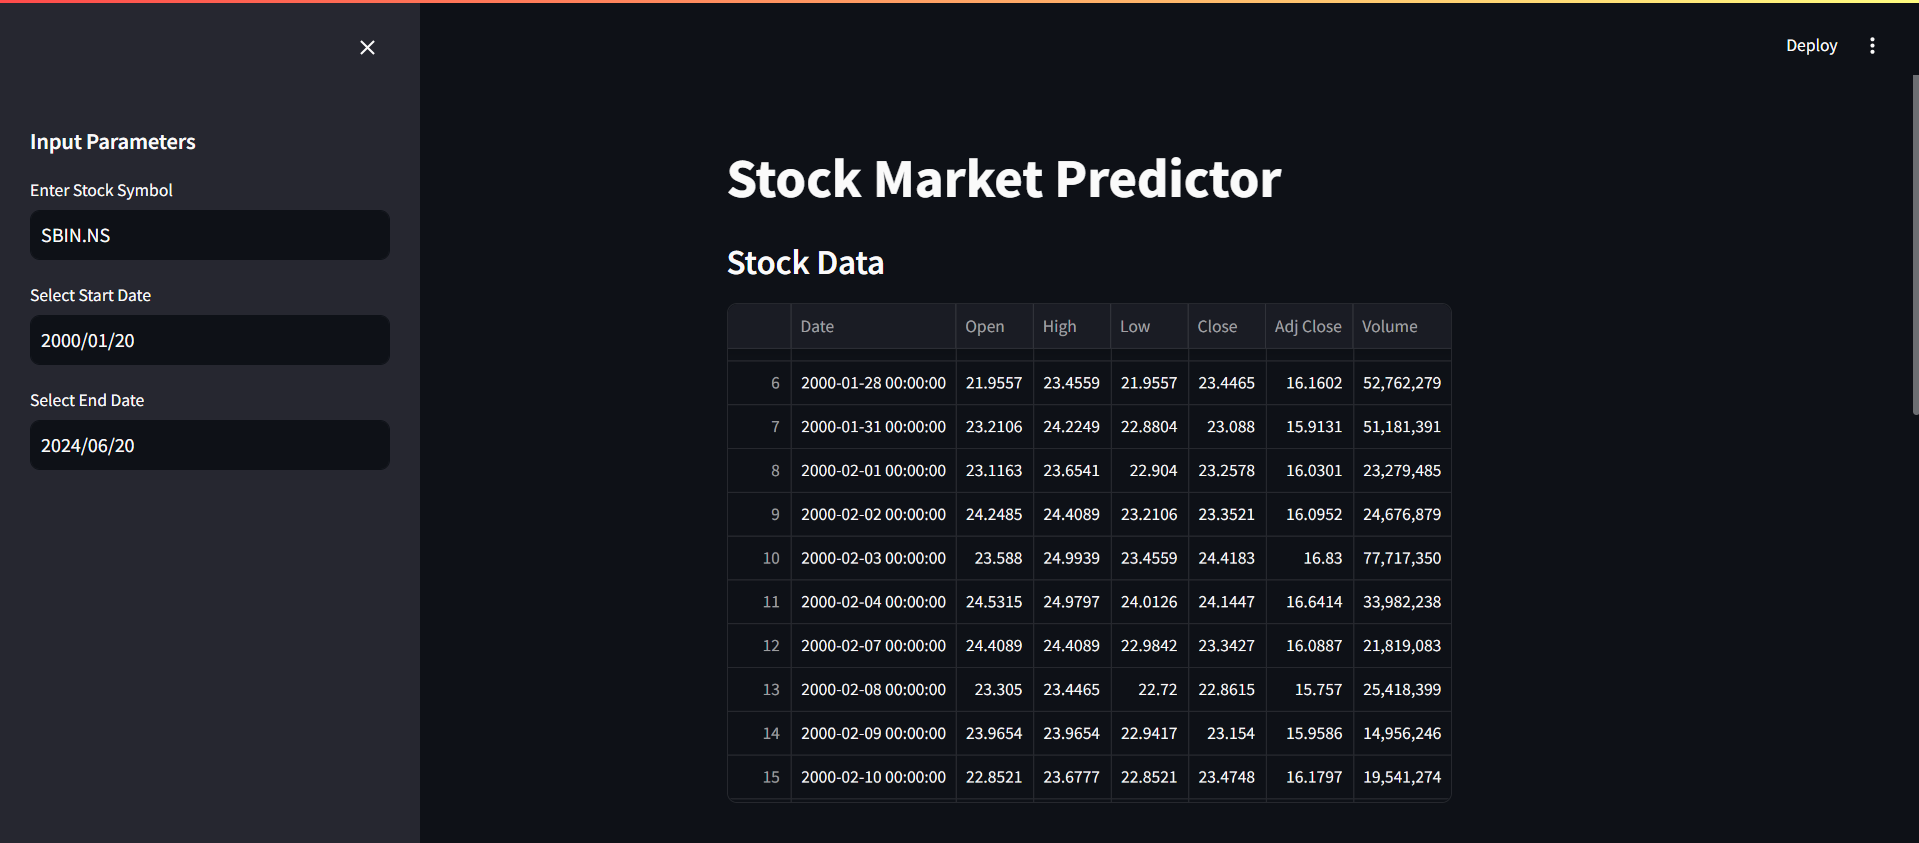 Deploy
Input Parameters
Enter Stock Symbol
SBIN.NS
Select Start Date
2000/01/20
Select End Date
2024/06/20
Stock Market Predictor
Stock Data
Date Open High Low Close Adj Close Volume
6 2000-01-28 00:00:00 21.9557 23.4559 21.9557 23.4465 16.1602 52,762,279
7 2000-01-31 00:00:00 23.2106 24.2249 22.8804 23.088 15.9131 51,181,391
8 2000-02-01 00:00:00 23.1163 23.6541 22.904 23.2578 16.0301 23,279,485
9 2000-02-02 00:00:00 24.2485 24.4089 23.2106 23.3521 16.0952 24,676,879
10 2000-02-03 00:00:00 23.588 24.9939 23.4559 24.4183 16.83 77,717,350
11 2000-02-04 00:00:00 24.5315 24.9797 24.0126 24.1447 16.6414 33,982,238
12 2000-02-07 00:00:00 24.4089 24.4089 22.9842 23.3427 16.0887 21,819,083
13 2000-02-08 00:00:00 23.305 23.4465 22.72 22.8615 15.757 25,418,399
14 2000-02-09 00:00:00 23.9654 23.9654 22.9417 23.154 15.9586 14,956,246
15 2000-02-10 00:00:00 22.8521 23.6777 22.8521 23.4748 16.1797 19,541,274